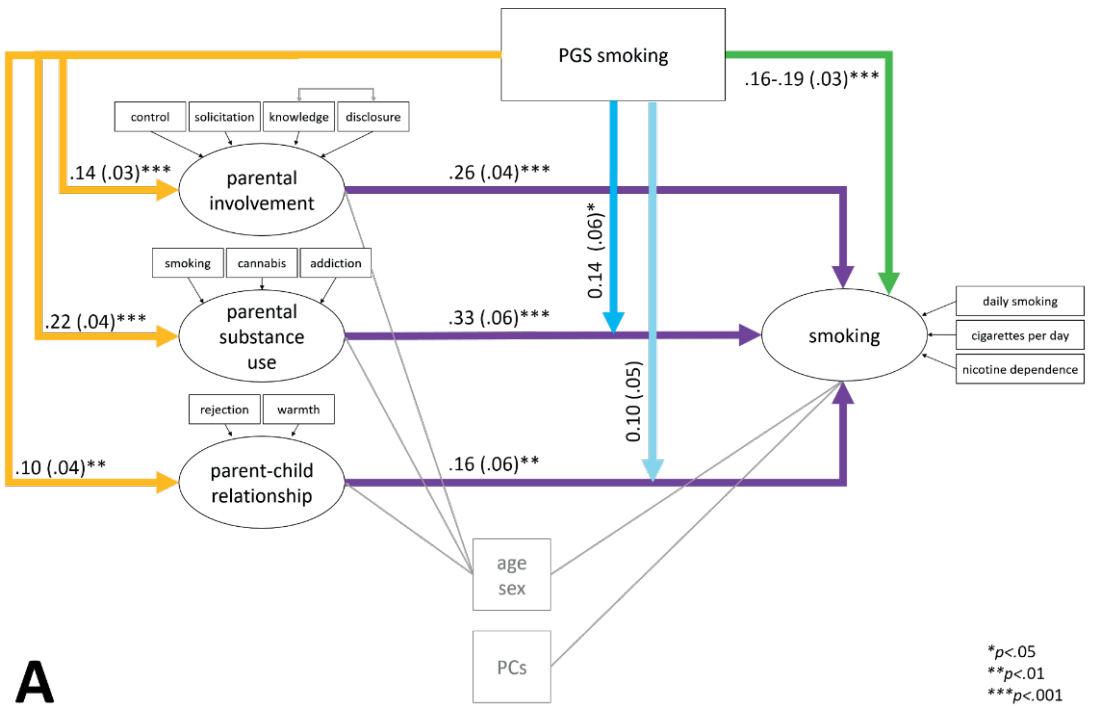 PGS smoking
.16-.19 (.03)***
control
solicitation
knowledge
disclosure
.14 (.03)***
parental
involvement
.26 (.04)***
0.14 (.06)*
smoking
cannabis
addiction
.22 (.04)***
parental
substance
use
.33 (.06)***
smoking
daily smoking
cigarettes per day
nicotine dependence
0.10 (.05)
rejection
warmth
.10 (.04)**
parent-child
relationship
.16 (.06)**
age
sex
PCs
A
*p<.05
**p<.01
***p<.001